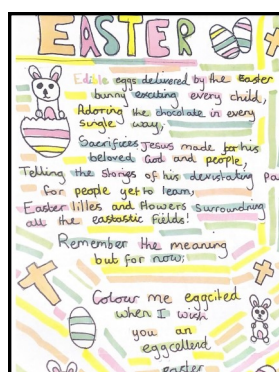 EASTER
Edible eggs delivered by the Easter
bunny exciting every child,
Adoring the chocolate in every
single way,
Sacrifices Jesus made for his
beloved God and people,
Telling the stories of his devastating Pa
For people yet to learn,
Easter lilies and flowers surrounding
all the eastastic fields!
Remember the meaning
but for now,
Colour me eggcited
when I wish
you an
eggcellent
Easter